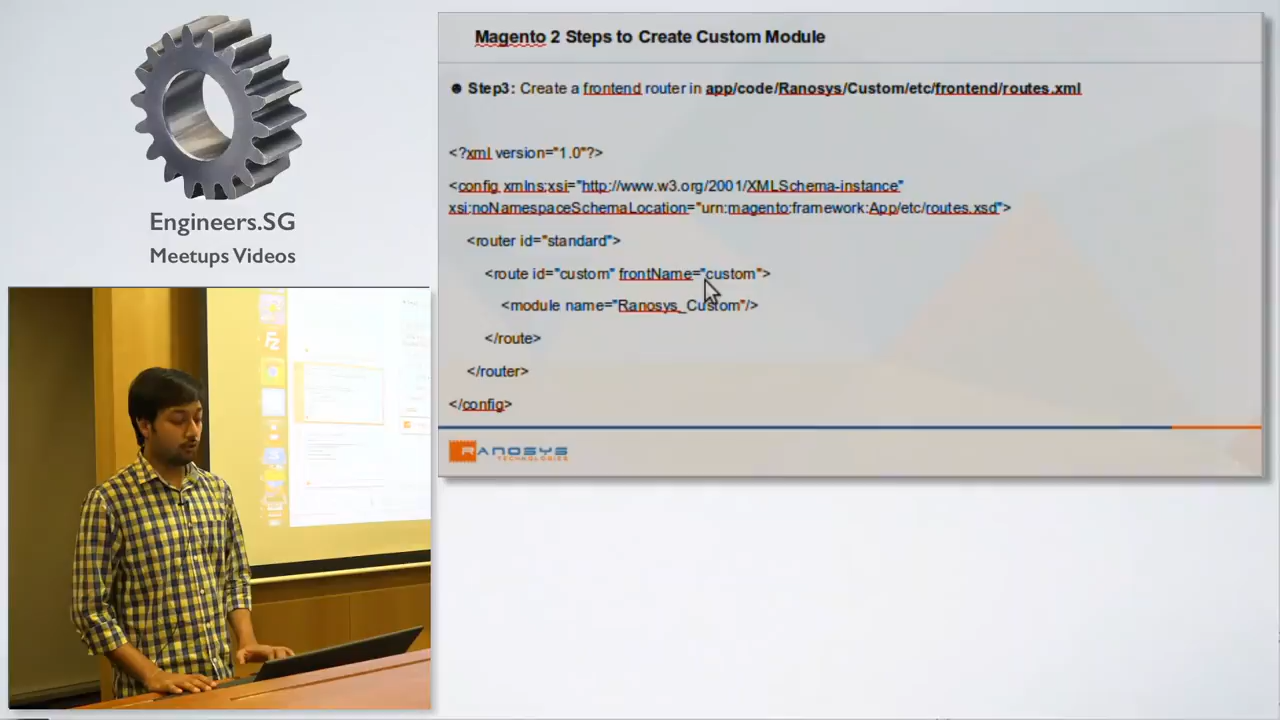 Engineers.SG
Meetups Videos
Magento 2 Steps to Create Custom Module
☻ Step3: Create a frontend router in app/code/Ranosys/Custom/etc/frontend/routes.xml
<?xml version="1.0"?>
<config xmlns:xsi="http://www.w3.org/2001/XMLSchema-instance"
xsi:noNamespaceSchemaLocation="urn:magento:framework:App/etc/routes.xsd">
<router id="standard">
<route id="custom" frontName="custom">
<module name="Ranosys_Custom"/>
</route>
</router>
</config>
RANOSYS
TECHNOLOGIES